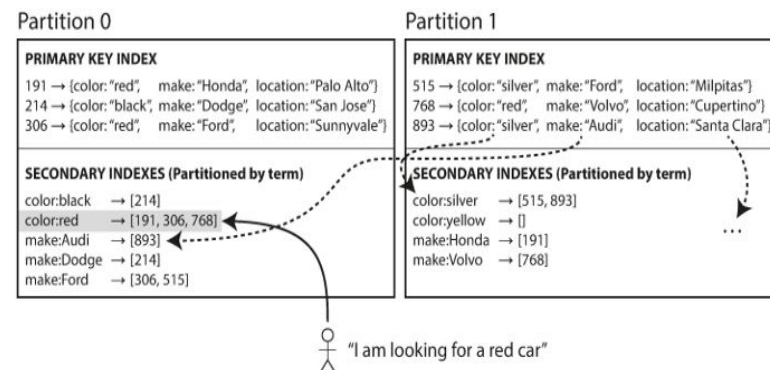 Partition 0
PRIMARY KEY INDEX
191 → {color: “red”, make: “Honda”, location: “Palo Alto”}
214 → {color: “black”, make: “Dodge”, location: “San Jose”}
306 → {color: “red”, make: “Ford”, location: “Sunnyvale”}
SECONDARY INDEXES (Partitioned by term)
color:black → [214]
color:red → [191, 306, 768]
make:Audi → [893]
make:Dodge → [214]
make:Ford → [306, 515]
Partition 1
PRIMARY KEY INDEX
515 → {color: “silver”, make: “Ford”, location: “Milpitas”}
768 → {color: “red”, make: “Volvo”, location: “Cupertino”}
893 → {color: “silver”, make: “Audi”, location: “Santa Clara”}
SECONDARY INDEXES (Partitioned by term)
color:silver → [515, 893]
color:yellow → []
make:Honda → [191]
make:Volvo → [768]
...
“I am looking for a red car”